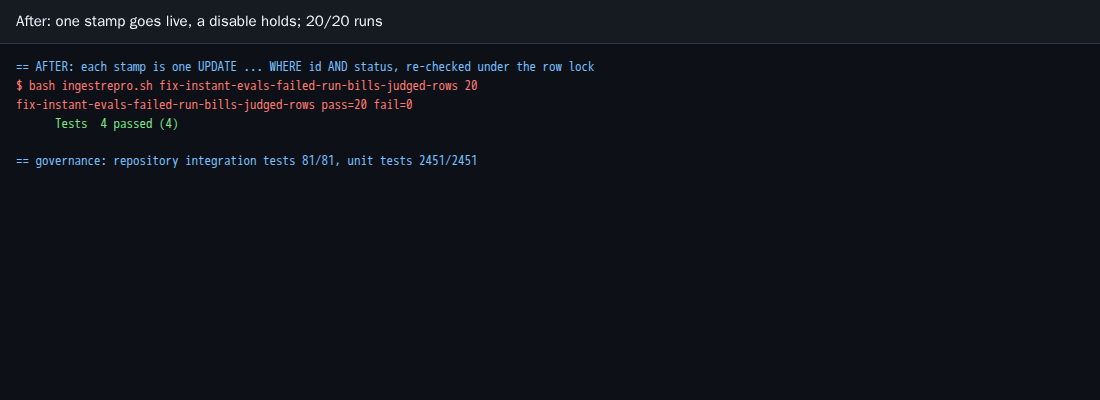 After: one stamp goes live, a disable holds; 20/20 runs
== AFTER: each stamp is one UPDATE ... WHERE id AND status, re-checked under the row lock
$ bash ingestrepro.sh fix-instant-evals-failed-run-bills-judged-rows 20
fix-instant-evals-failed-run-bills-judged-rows pass=20 fail=0
Tests  4 passed (4)
== governance: repository integration tests 81/81, unit tests 2451/2451